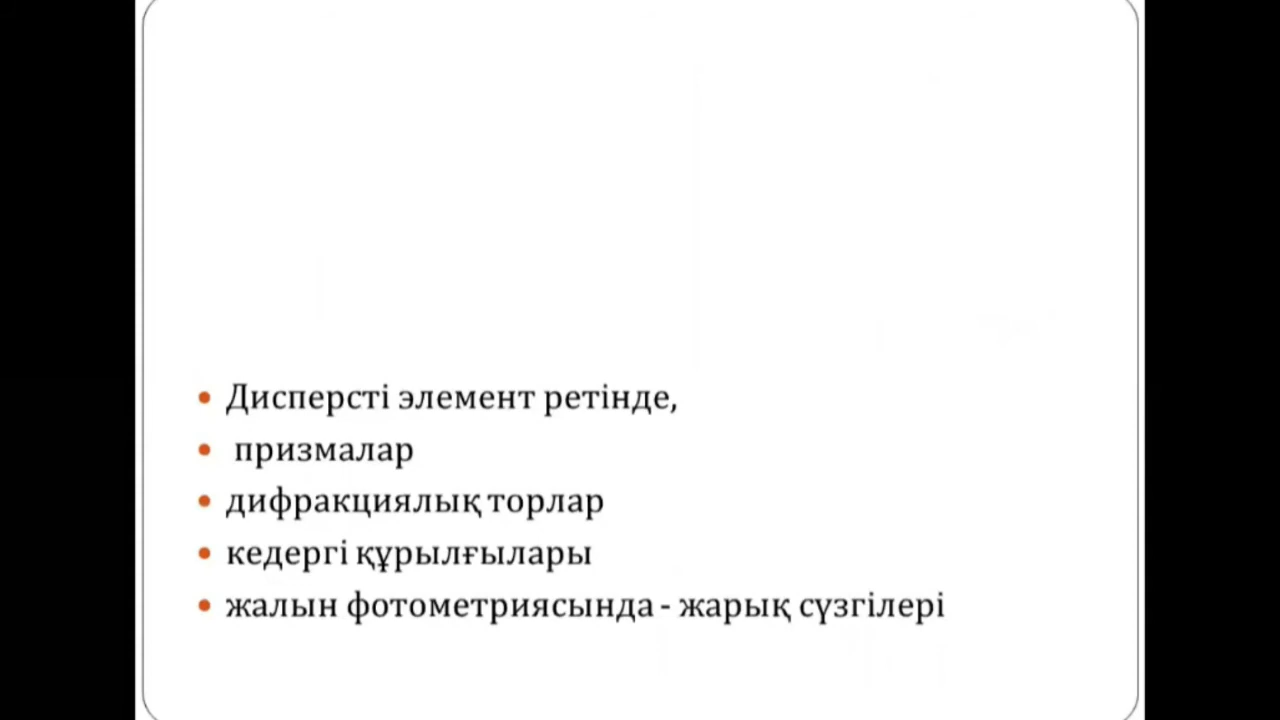 Дисперсті элемент ретінде,
призмалар
дифракциялық торлар
кедергі құрылғылары
жалын фотометриясында - жарық сүзгілері